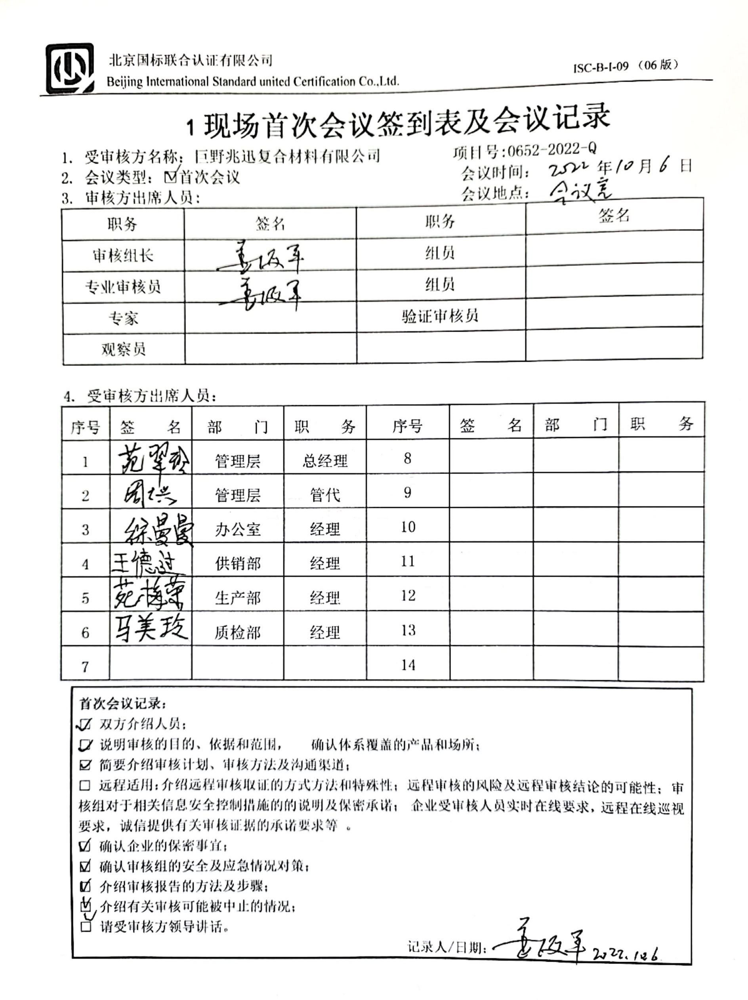 北京国标联合认证有限公司
Beijing International Standard united Certification Co.,Ltd.
ISC-B-I-09 （06版）
1现场首次会议签到表及会议记录
1. 受审核方名称：巨野兆迅复合材料有限公司 项目号:0652-2022-Q
2. 会议类型：☑首次会议 会议时间： 2022年10月6日
3. 审核方出席人员： 会议地点： 会议室
职务 签名 职务 签名
审核组长 组员
专业审核员 组员
专家 验证审核员
观察员
4. 受审核方出席人员：
序号 签 名 部 门 职 务 序号 签 名 部 门 职 务
1 苑翠玲 管理层 总经理 8
2 管理层 管代 9
3 徐曼曼 办公室 经理 10
4 王德过 供销部 经理 11
5 苑梅荣 生产部 经理 12
6 马美玲 质检部 经理 13
7 14
首次会议记录：
☑ 双方介绍人员；
☑ 说明审核的目的、依据和范围， 确认体系覆盖的产品和场所；
☑ 简要介绍审核计划、审核方法及沟通渠道；
□ 远程适用：介绍远程审核取证的方式方法和特殊性；远程审核的风险及远程审核结论的可能性；审
核组对于相关信息安全控制措施的的说明及保密承诺； 企业受审核人员实时在线要求，远程在线巡视
要求，诚信提供有关审核证据的承诺要求等 。
☑ 确认企业的保密事宜；
☑ 确认审核组的安全及应急情况对策；
☑ 介绍审核报告的方法及步骤；
☑ 介绍有关审核可能被中止的情况；
☑ 请受审核方领导讲话。
记录人/日期： 2022.10.6